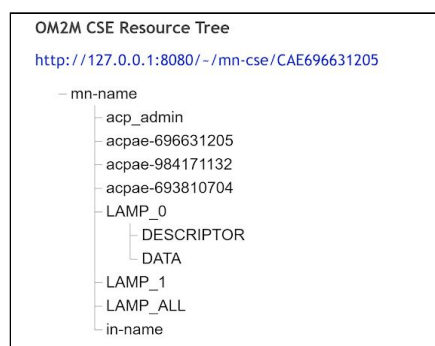 OM2M CSE Resource Tree
http://127.0.0.1:8080/~/mn-cse/CAE696631205
mn-name
acp_admin
acpae-696631205
acpae-984171132
acpae-693810704
LAMP_0
DESCRIPTOR
DATA
LAMP_1
LAMP_ALL
in-name